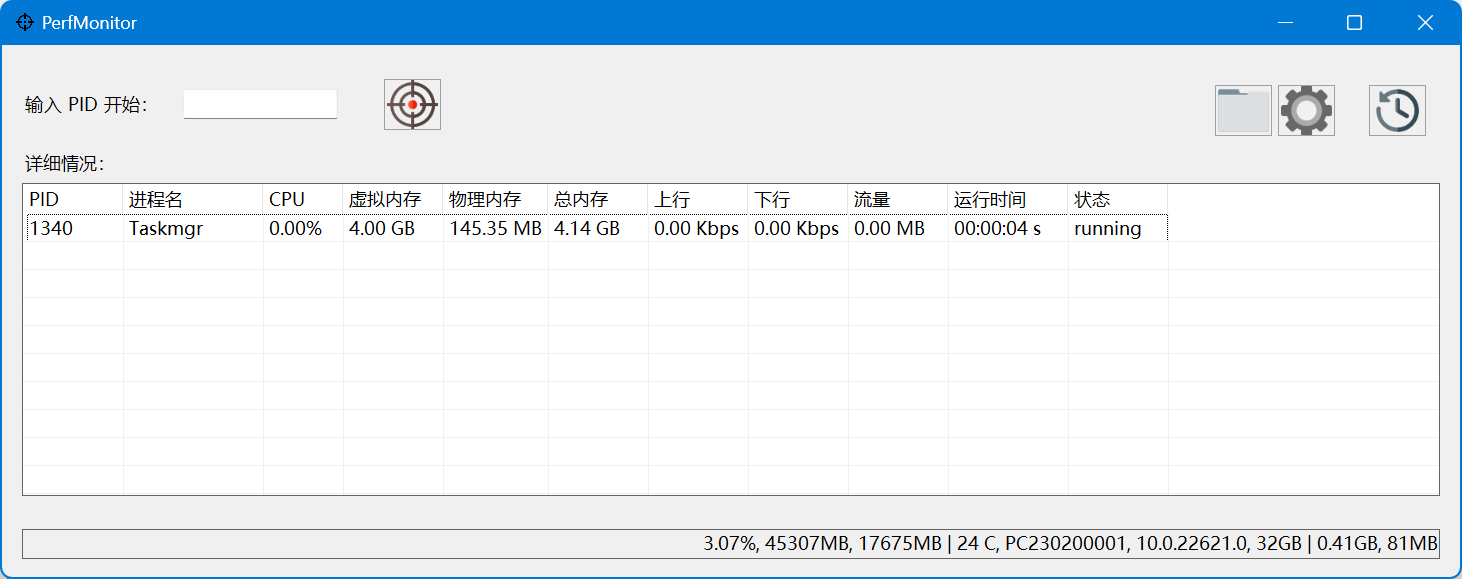 PerfMonitor
输入 PID 开始：
详细情况：
PID 进程名 CPU 虚拟内存 物理内存 总内存 上行 下行 流量 运行时间 状态
1340 Taskmgr 0.00% 4.00 GB 145.35 MB 4.14 GB 0.00 Kbps 0.00 Kbps 0.00 MB 00:00:04 s running
3.07%, 45307MB, 17675MB | 24 C, PC230200001, 10.0.22621.0, 32GB | 0.41GB, 81MB